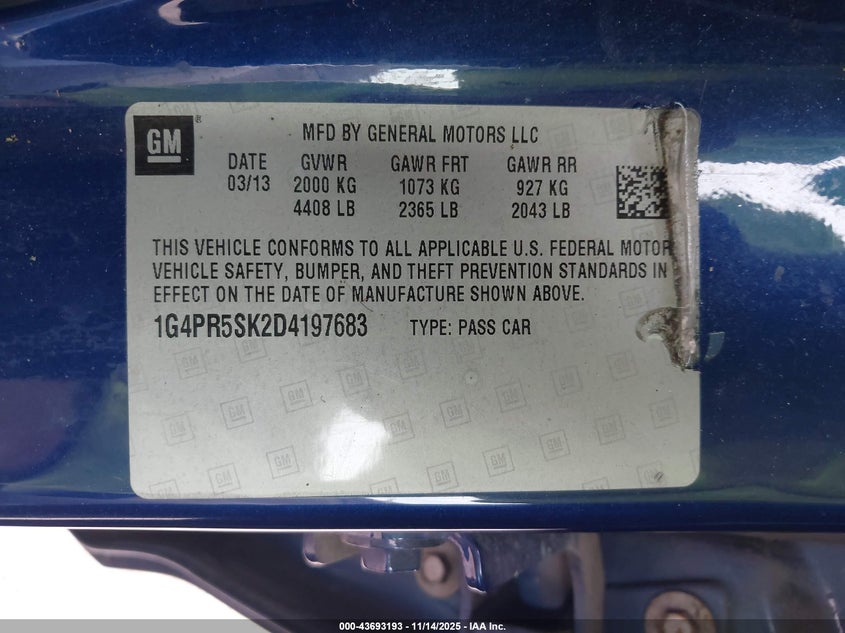 GM ®
MFD BY GENERAL MOTORS LLC
DATE GVWR GAWR FRT GAWR RR
03/13 2000 KG 1073 KG 927 KG
4408 LB 2365 LB 2043 LB
THIS VEHICLE CONFORMS TO ALL APPLICABLE U.S. FEDERAL MOTOR
VEHICLE SAFETY, BUMPER, AND THEFT PREVENTION STANDARDS IN
EFFECT ON THE DATE OF MANUFACTURE SHOWN ABOVE.
1G4PR5SK2D4197683 TYPE: PASS CAR
000-43693193 - 11/14/2025 - IAA Inc.